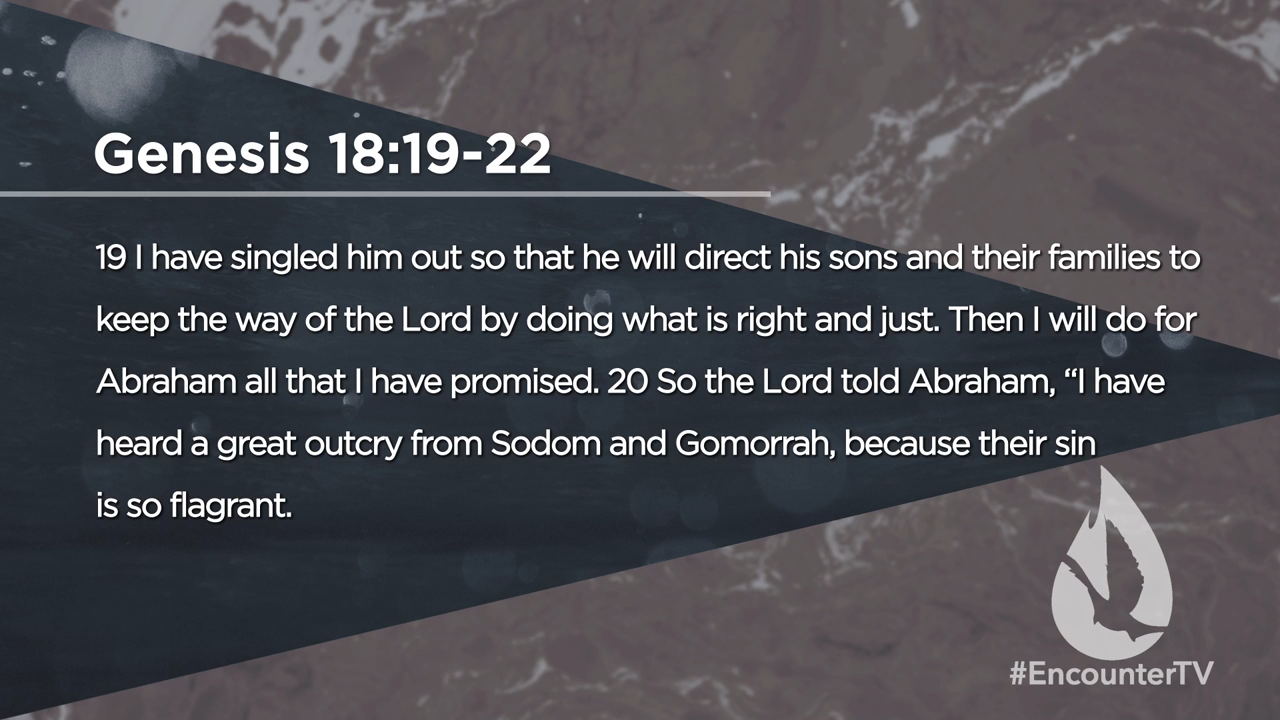 Genesis 18:19-22
19 I have singled him out so that he will direct his sons and their families to
keep the way of the Lord by doing what is right and just. Then I will do for
Abraham all that I have promised. 20 So the Lord told Abraham, “I have
heard a great outcry from Sodom and Gomorrah, because their sin
is so flagrant.
#EncounterTV